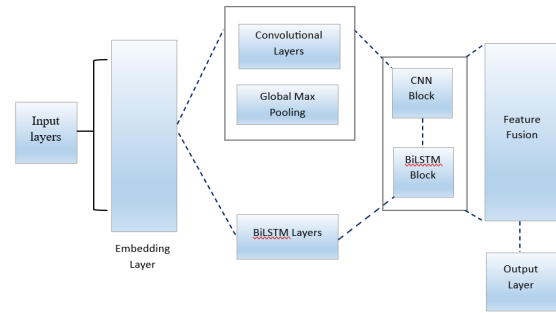 Input
layers
Embedding
Layer
Convolutional
Layers
Global Max
Pooling
BiLSTM Layers
CNN
Block
BiLSTM
Block
Feature
Fusion
Output
Layer